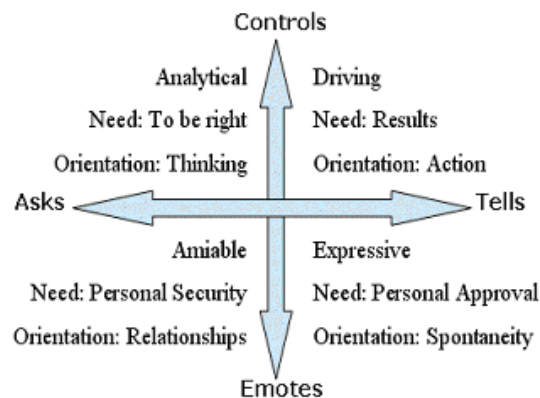 Controls
Analytical
Need: To be right
Orientation: Thinking
Driving
Need: Results
Orientation: Action
Asks
Tells
Amiable
Need: Personal Security
Orientation: Relationships
Expressive
Need: Personal Approval
Orientation: Spontaneity
Emotes